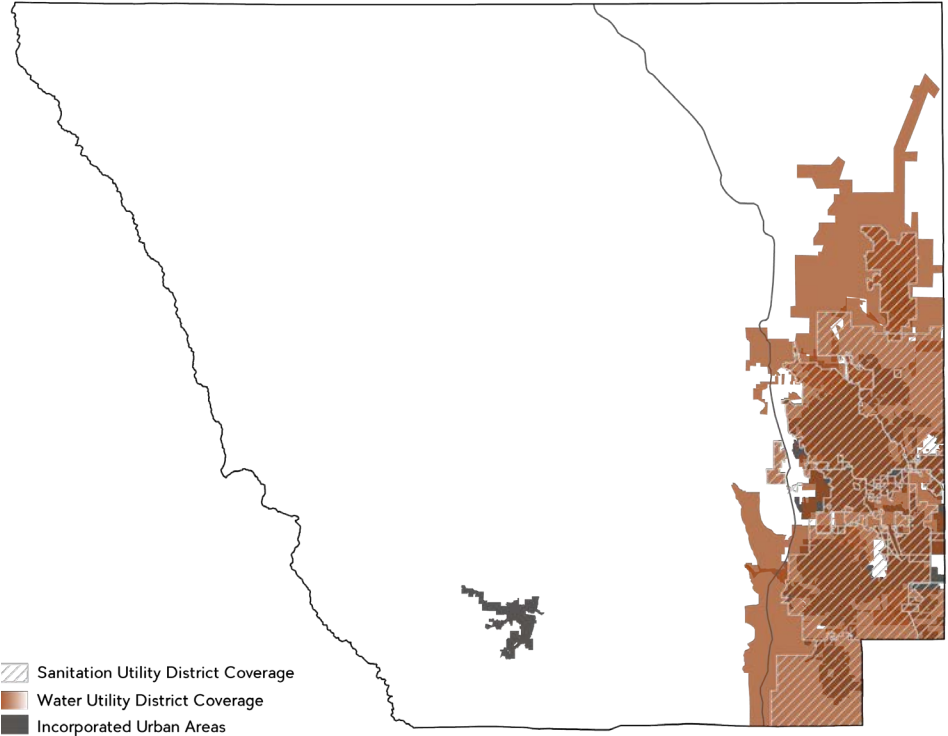 Sanitation Utility District Coverage
Water Utility District Coverage
Incorporated Urban Areas